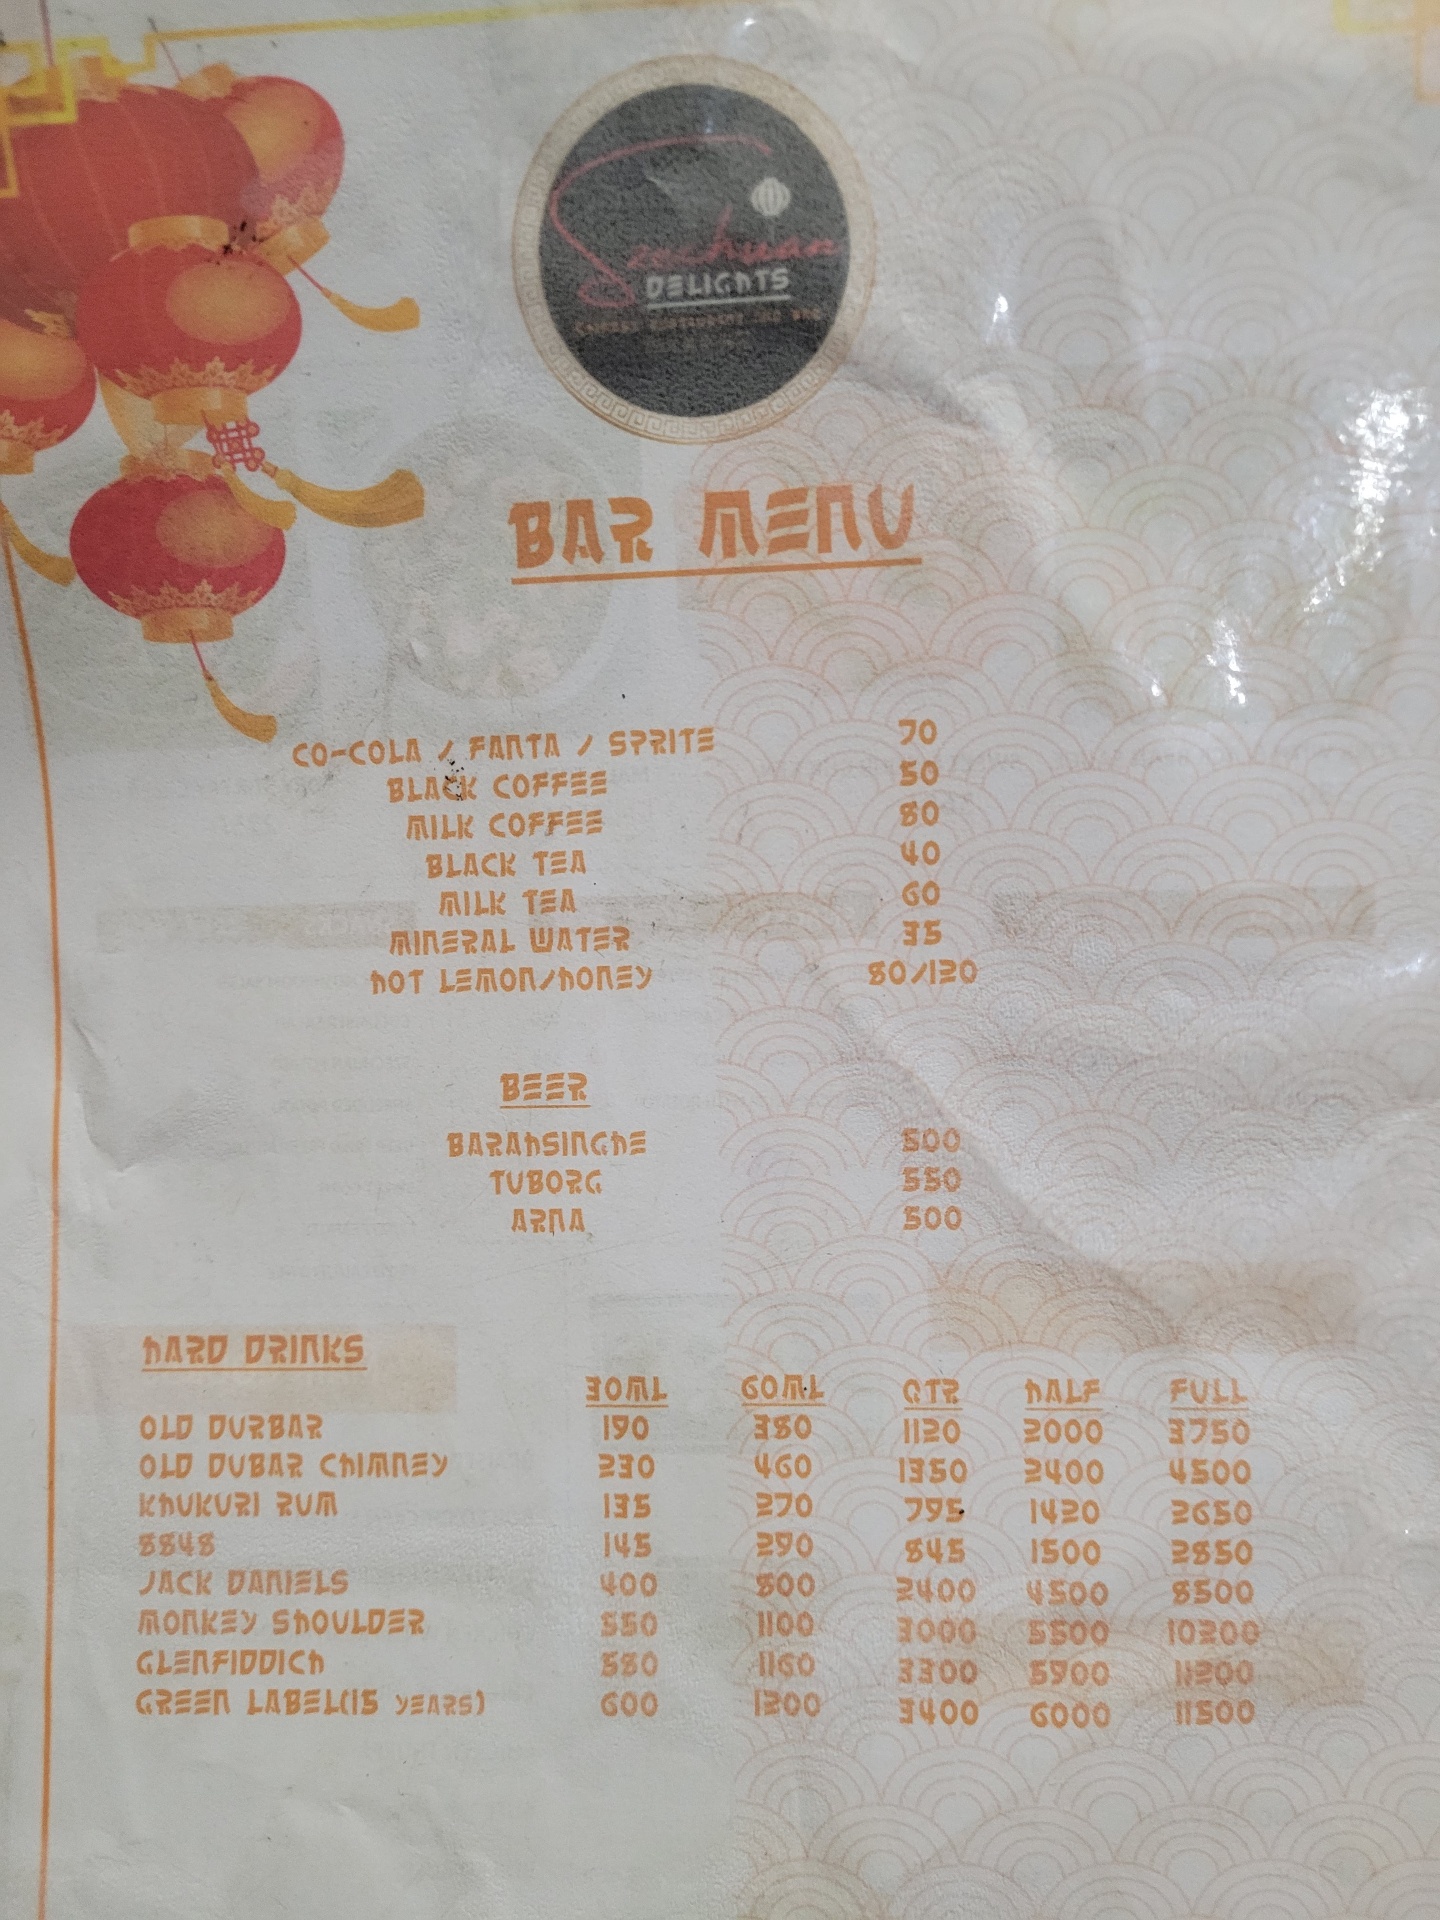 Sanchuan
DELIGHTS
BAR MENU
CO-COLA / FANTA / SPRITE 70
BLACK COFFEE 50
MILK COFFEE 80
BLACK TEA 40
MILK TEA 60
MINERAL WATER 35
HOT LEMON/HONEY 80/120
BEER
BARAHSINGHE 500
TUBORG 550
ARNA 500
HARD DRINKS
30ML 60ML QTR HALF FULL
OLD DURBAR 190 380 1120 2000 3750
OLD DUBAR CHIMNEY 230 460 1350 2400 4500
KHUKURI RUM 135 270 795 1420 2650
8848 145 290 845 1500 2850
JACK DANIELS 400 800 2400 4500 8500
MONKEY SHOULDER 550 1100 3000 5500 10200
GLENFIDDICH 580 1160 3300 5900 11200
GREEN LABEL(15 YEARS) 600 1200 3400 6000 11500